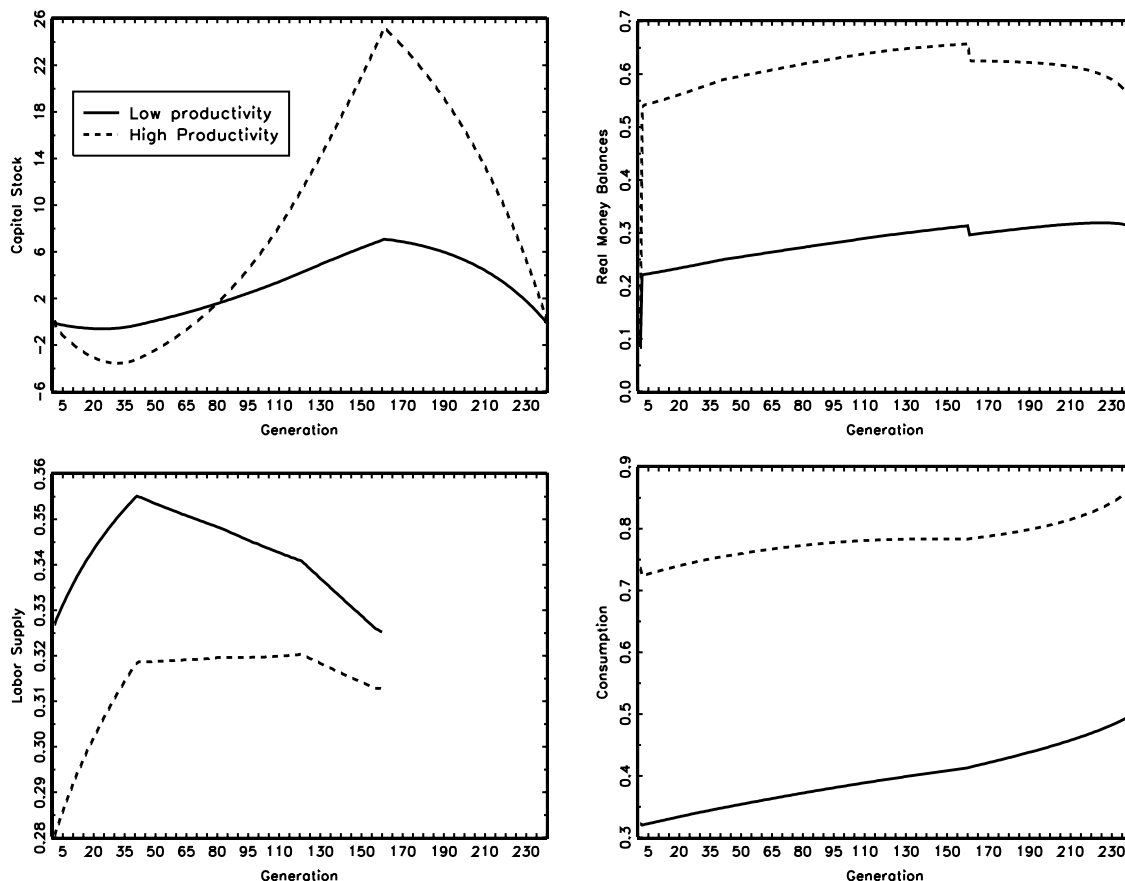 Capital Stock
26
22
18
14
10
6
2
−2
−6
Low productivity
High Productivity
5 20 35 50 65 80 95 110 130 150 170 190 210 230
Generation
Real Money Balances
0.7
0.6
0.5
0.4
0.3
0.2
0.1
0.0
5 20 35 50 65 80 95 110 130 150 170 190 210 230
Generation
Labor Supply
0.36
0.35
0.34
0.33
0.32
0.31
0.30
0.29
0.28
5 20 35 50 65 80 95 110 130 150 170 190 210 230
Generation
Consumption
0.9
0.8
0.7
0.6
0.5
0.4
0.3
5 20 35 50 65 80 95 110 130 150 170 190 210 230
Generation